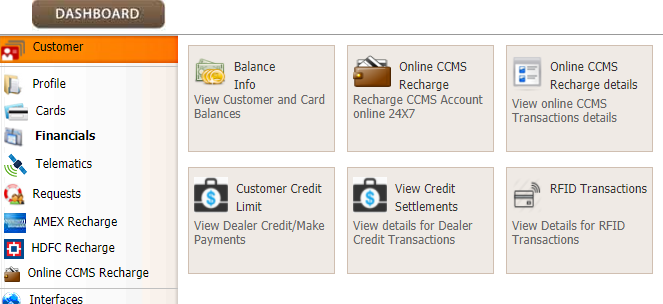 DASHBOARD
Customer
Profile
Cards
Financials
Telematics
Requests
AMEX Recharge
HDFC Recharge
Online CCMS Recharge
Interfaces
Balance
Info
View Customer and Card
Balances
Online CCMS
Recharge
Recharge CCMS Account
online 24X7
Online CCMS
Recharge details
View online CCMS
Transactions details
Customer Credit
Limit
View Dealer Credit/Make
Payments
View Credit
Settlements
View details for Dealer
Credit Transactions
RFID Transactions
View Details for RFID
Transactions